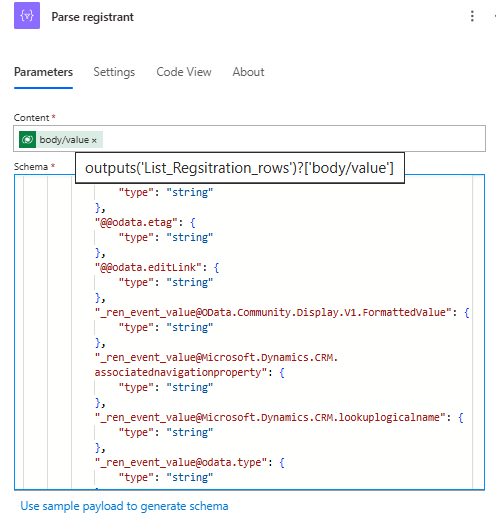 {v} Parse registrant
Parameters Settings Code View About
Content *
body/value ×
outputs('List_Regsitration_rows')?['body/value']
Schema *
"type": "string"
},
"@@odata.etag": {
"type": "string"
},
"@@odata.editLink": {
"type": "string"
},
"_ren_event_value@OData.Community.Display.V1.FormattedValue": {
"type": "string"
},
"_ren_event_value@Microsoft.Dynamics.CRM.
associatednavigationproperty": {
"type": "string"
},
"_ren_event_value@Microsoft.Dynamics.CRM.lookuplogicalname": {
"type": "string"
},
"_ren_event_value@odata.type": {
"type": "string"
Use sample payload to generate schema